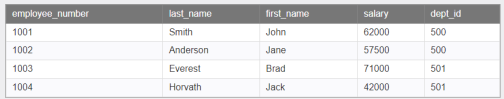 employee_number last_name first_name salary dept_id
1001 Smith John 62000 500
1002 Anderson Jane 57500 500
1003 Everest Brad 71000 501
1004 Horvath Jack 42000 501